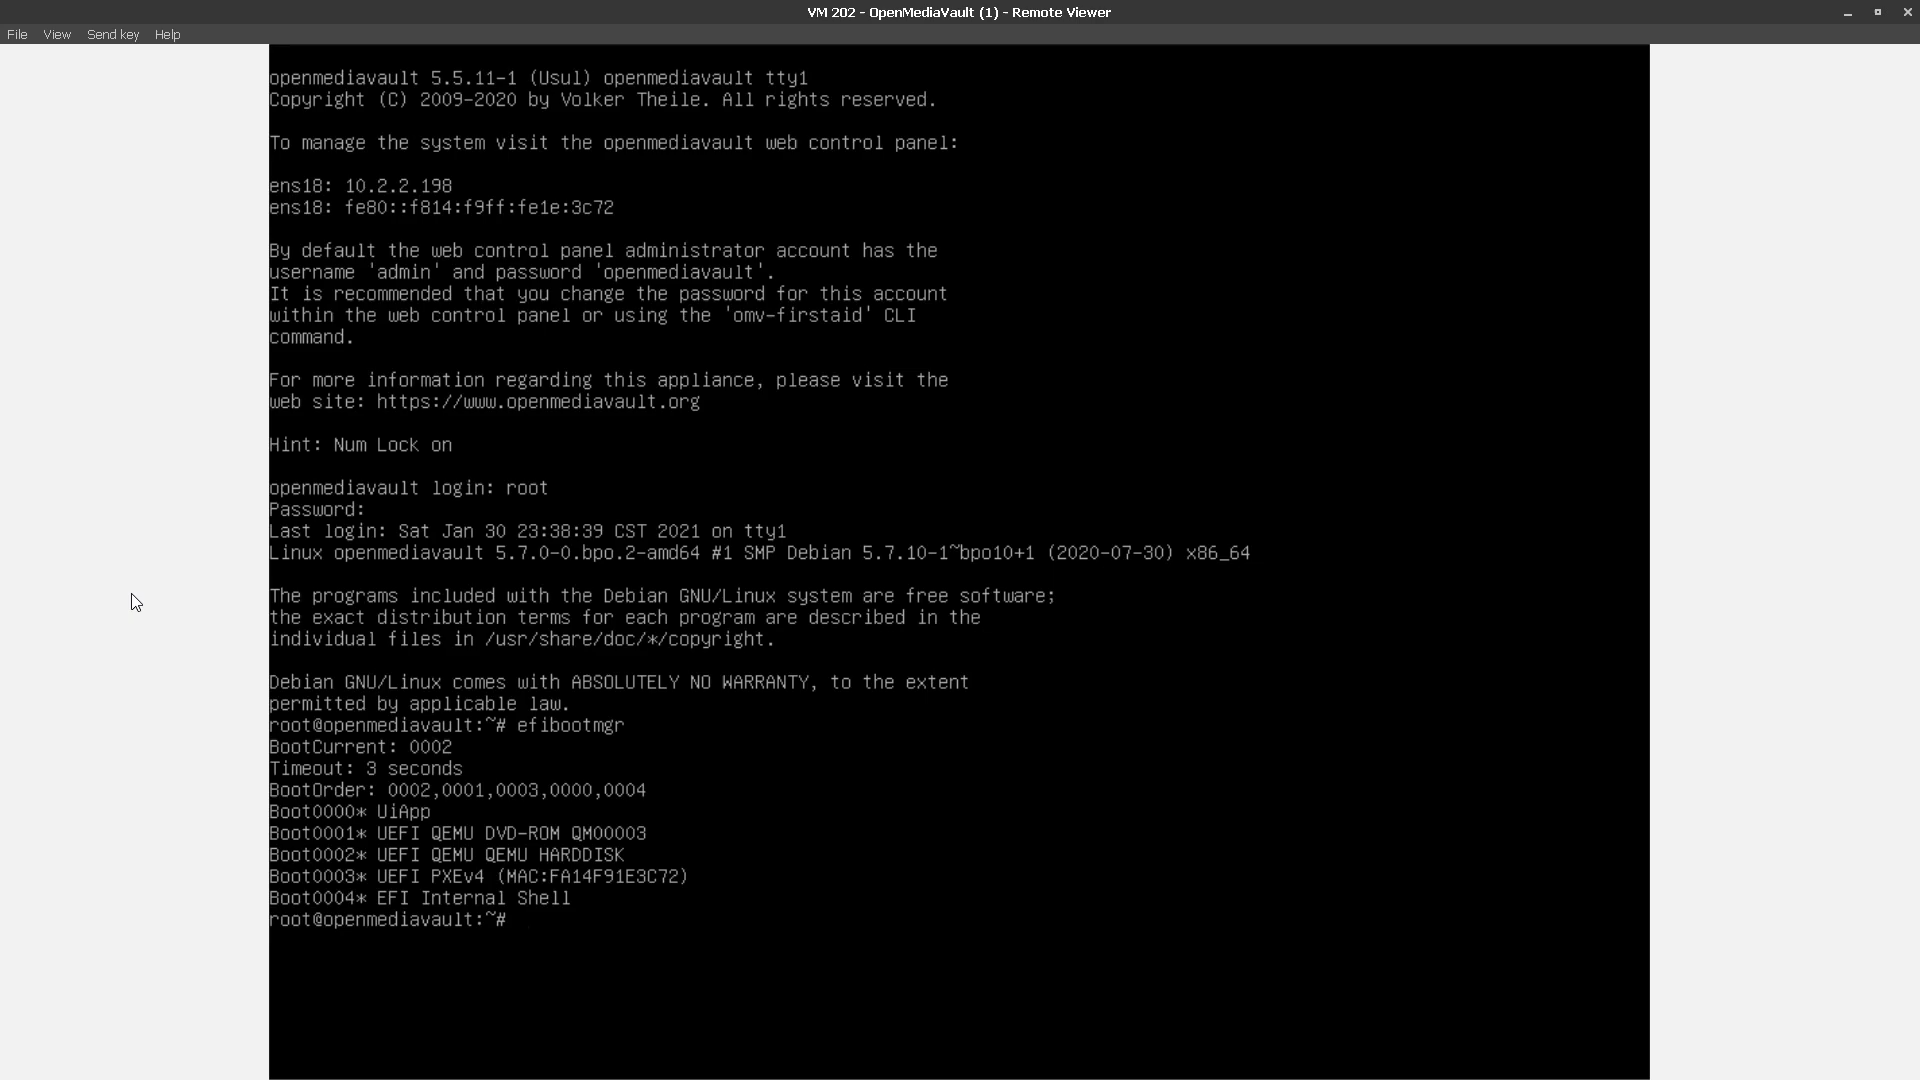 VM 202 - OpenMediaVault (1) - Remote Viewer
File View Send key Help
openmediavault 5.5.11-1 (Usul) openmediavault tty1
Copyright (C) 2009-2020 by Volker Theile. All rights reserved.
To manage the system visit the openmediavault web control panel:
ens18: 10.2.2.198
ens18: fe80::f814:f9ff:fe1e:3c72
By default the web control panel administrator account has the
username 'admin' and password 'openmediavault'.
It is recommended that you change the password for this account
within the web control panel or using the 'omv-firstaid' CLI
command.
For more information regarding this appliance, please visit the
web site: https://www.openmediavault.org
Hint: Num Lock on
openmediavault login: root
Password:
Last login: Sat Jan 30 23:38:39 CST 2021 on tty1
Linux openmediavault 5.7.0-0.bpo.2-amd64 #1 SMP Debian 5.7.10-1~bpo10+1 (2020-07-30) x86_64
The programs included with the Debian GNU/Linux system are free software;
the exact distribution terms for each program are described in the
individual files in /usr/share/doc/*/copyright.
Debian GNU/Linux comes with ABSOLUTELY NO WARRANTY, to the extent
permitted by applicable law.
root@openmediavault:~# efibootmgr
BootCurrent: 0002
Timeout: 3 seconds
BootOrder: 0002,0001,0003,0000,0004
Boot0000* UiApp
Boot0001* UEFI QEMU DVD-ROM QM00003
Boot0002* UEFI QEMU QEMU HARDDISK
Boot0003* UEFI PXEv4 (MAC:FA14F91E3C72)
Boot0004* EFI Internal Shell
root@openmediavault:~#